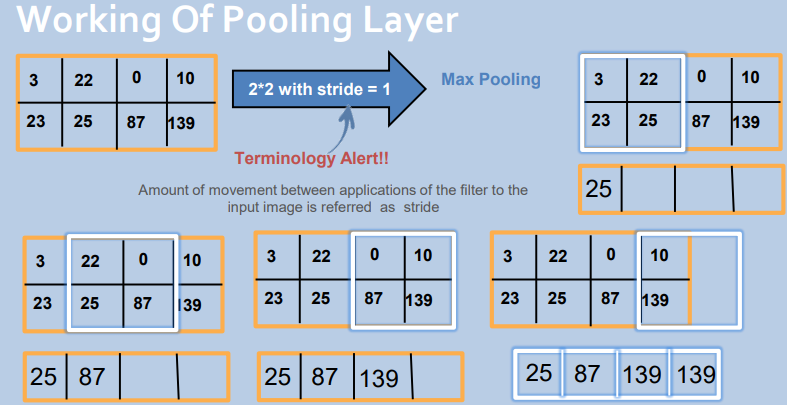 Working Of Pooling Layer
3 22 0 10
23 25 87 139
2*2 with stride = 1
Max Pooling
3 22 0 10
23 25 87 139
Terminology Alert!!
Amount of movement between applications of the filter to the
input image is referred as stride
25
3 22 0 10
23 25 87 139
3 22 0 10
23 25 87 139
3 22 0 10
23 25 87 139
25 87
25 87 139
25 87 139 139